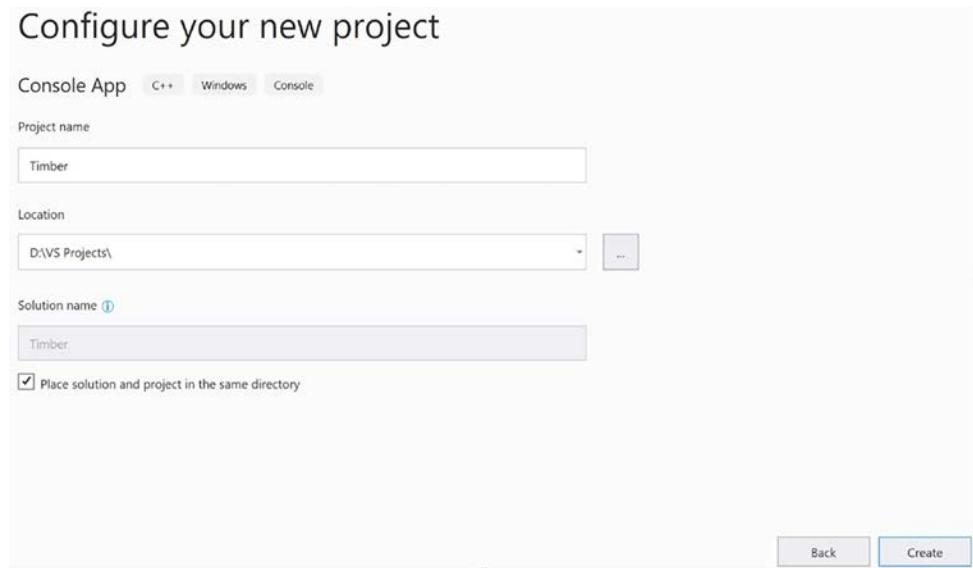 Configure your new project
Console App C++ Windows Console
Project name
Timber
Location
D:\VS Projects\
...
Solution name
Timber
Place solution and project in the same directory
Back Create